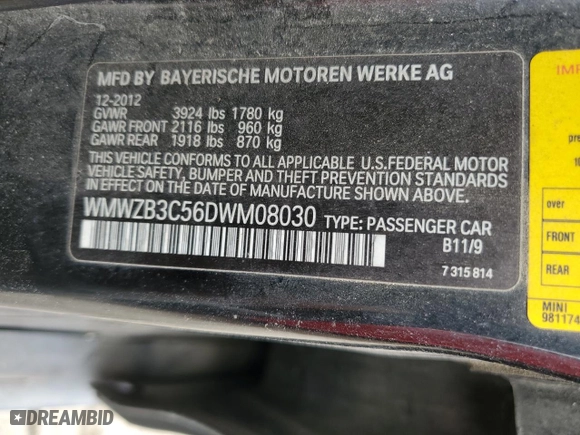 MFD BY BAYERISCHE MOTOREN WERKE AG
12-2012
GVWR 3924 lbs 1780 kg
GAWR FRONT 2116 lbs 960 kg
GAWR REAR 1918 lbs 870 kg
THIS VEHICLE CONFORMS TO ALL APPLICABLE U.S.FEDERAL MOTOR
VEHICLE SAFETY, BUMPER AND THEFT PREVENTION STANDARDS IN
EFFECT ON THE DATE OF MANUFACTURE SHOWN ABOVE.
WMWZB3C56DWM08030 TYPE: PASSENGER CAR
B11/9
7 315 814
over
FRONT
REAR
MINI
981174
DREAMBID